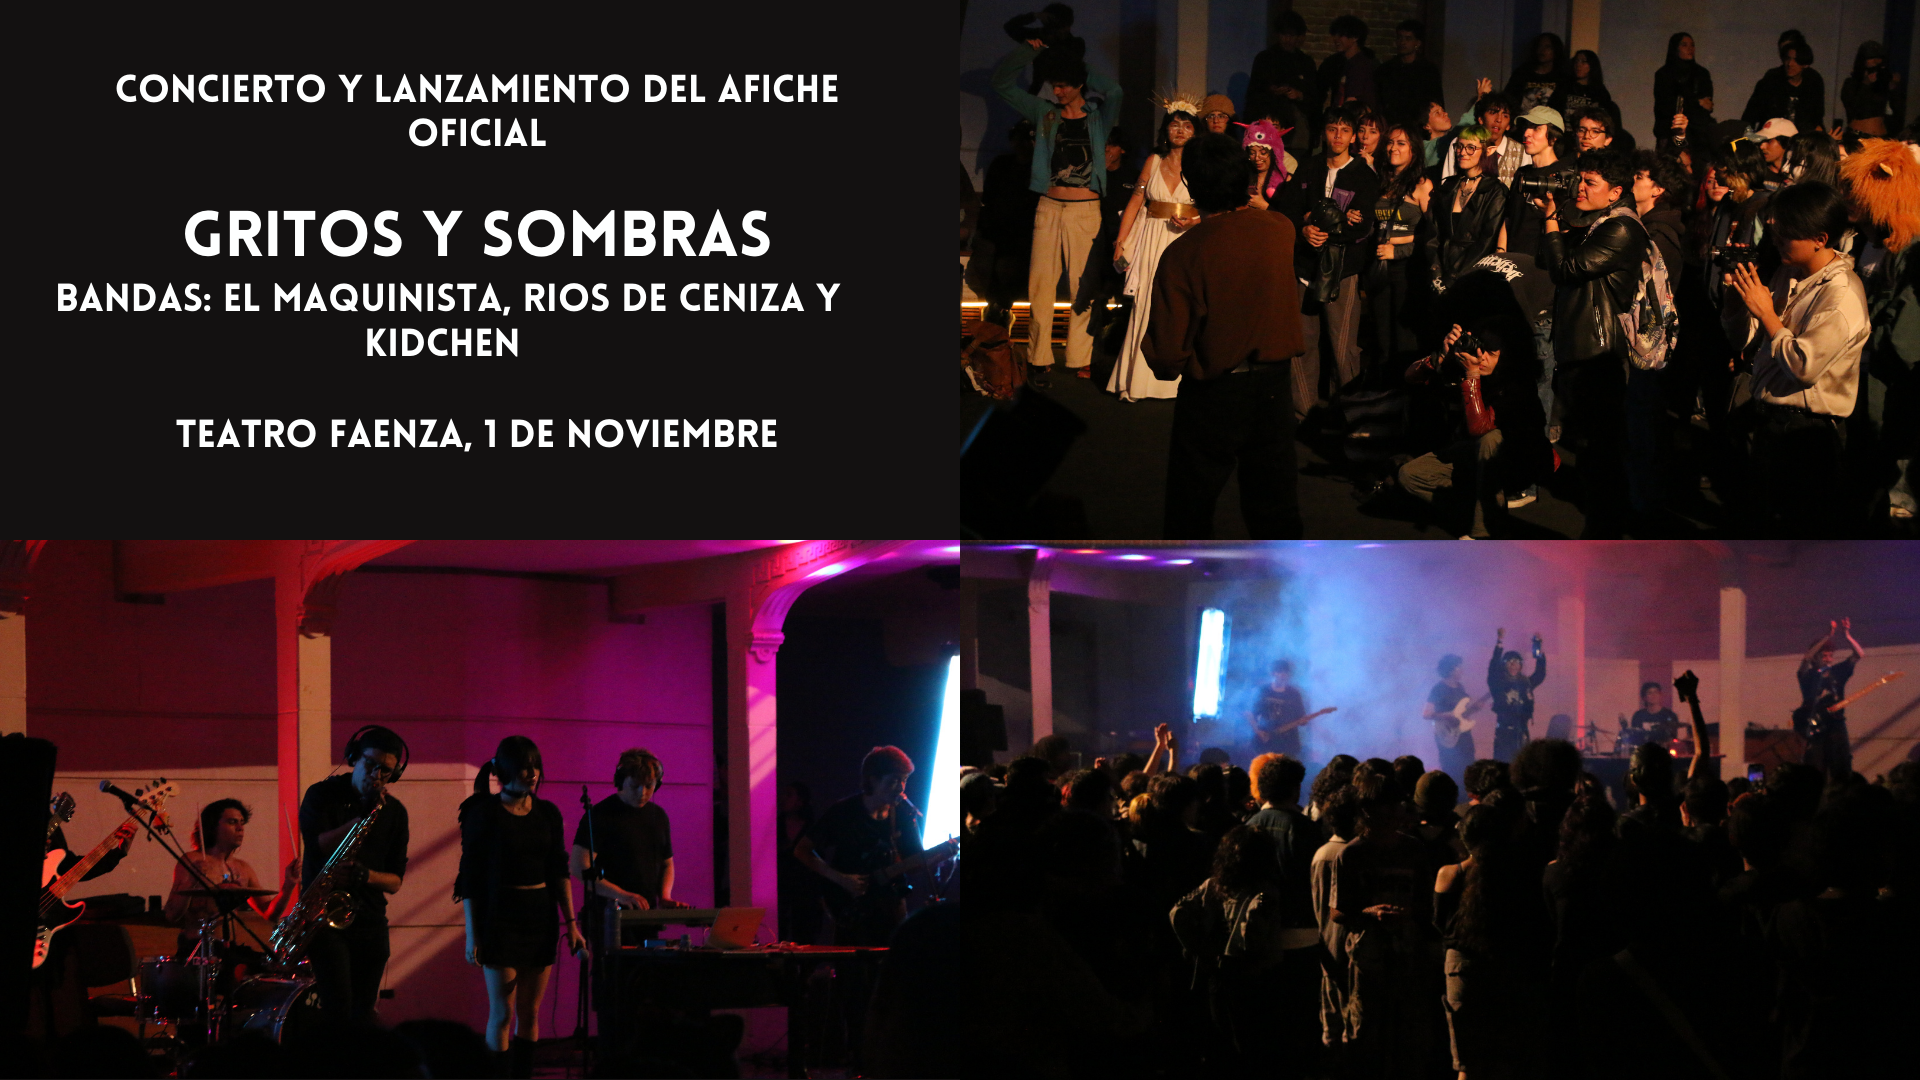 CONCIERTO Y LANZAMIENTO DEL AFICHE
OFICIAL
GRITOS Y SOMBRAS
BANDAS: EL MAQUINISTA, RIOS DE CENIZA Y
KIDCHEN
TEATRO FAENZA, 1 DE NOVIEMBRE